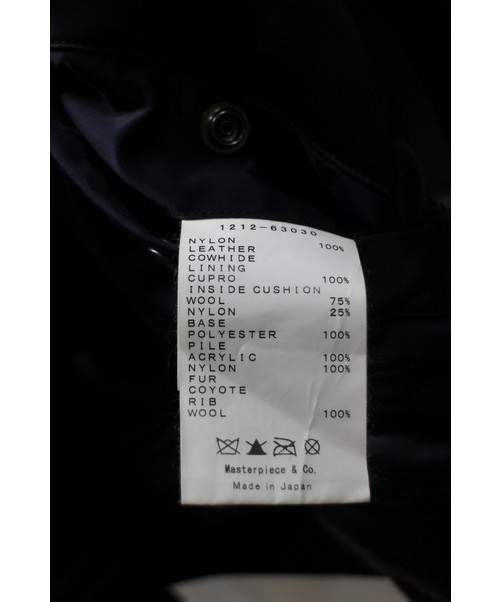 1212-63030
NYLON 100%
LEATHER
COWHIDE
LINING
CUPRO 100%
INSIDE CUSHION
WOOL 75%
NYLON 25%
BASE
POLYESTER 100%
PILE
ACRYLIC 100%
NYLON 100%
FUR
COYOTE
RIB
WOOL 100%
Masterpiece & Co.
Made in Japan